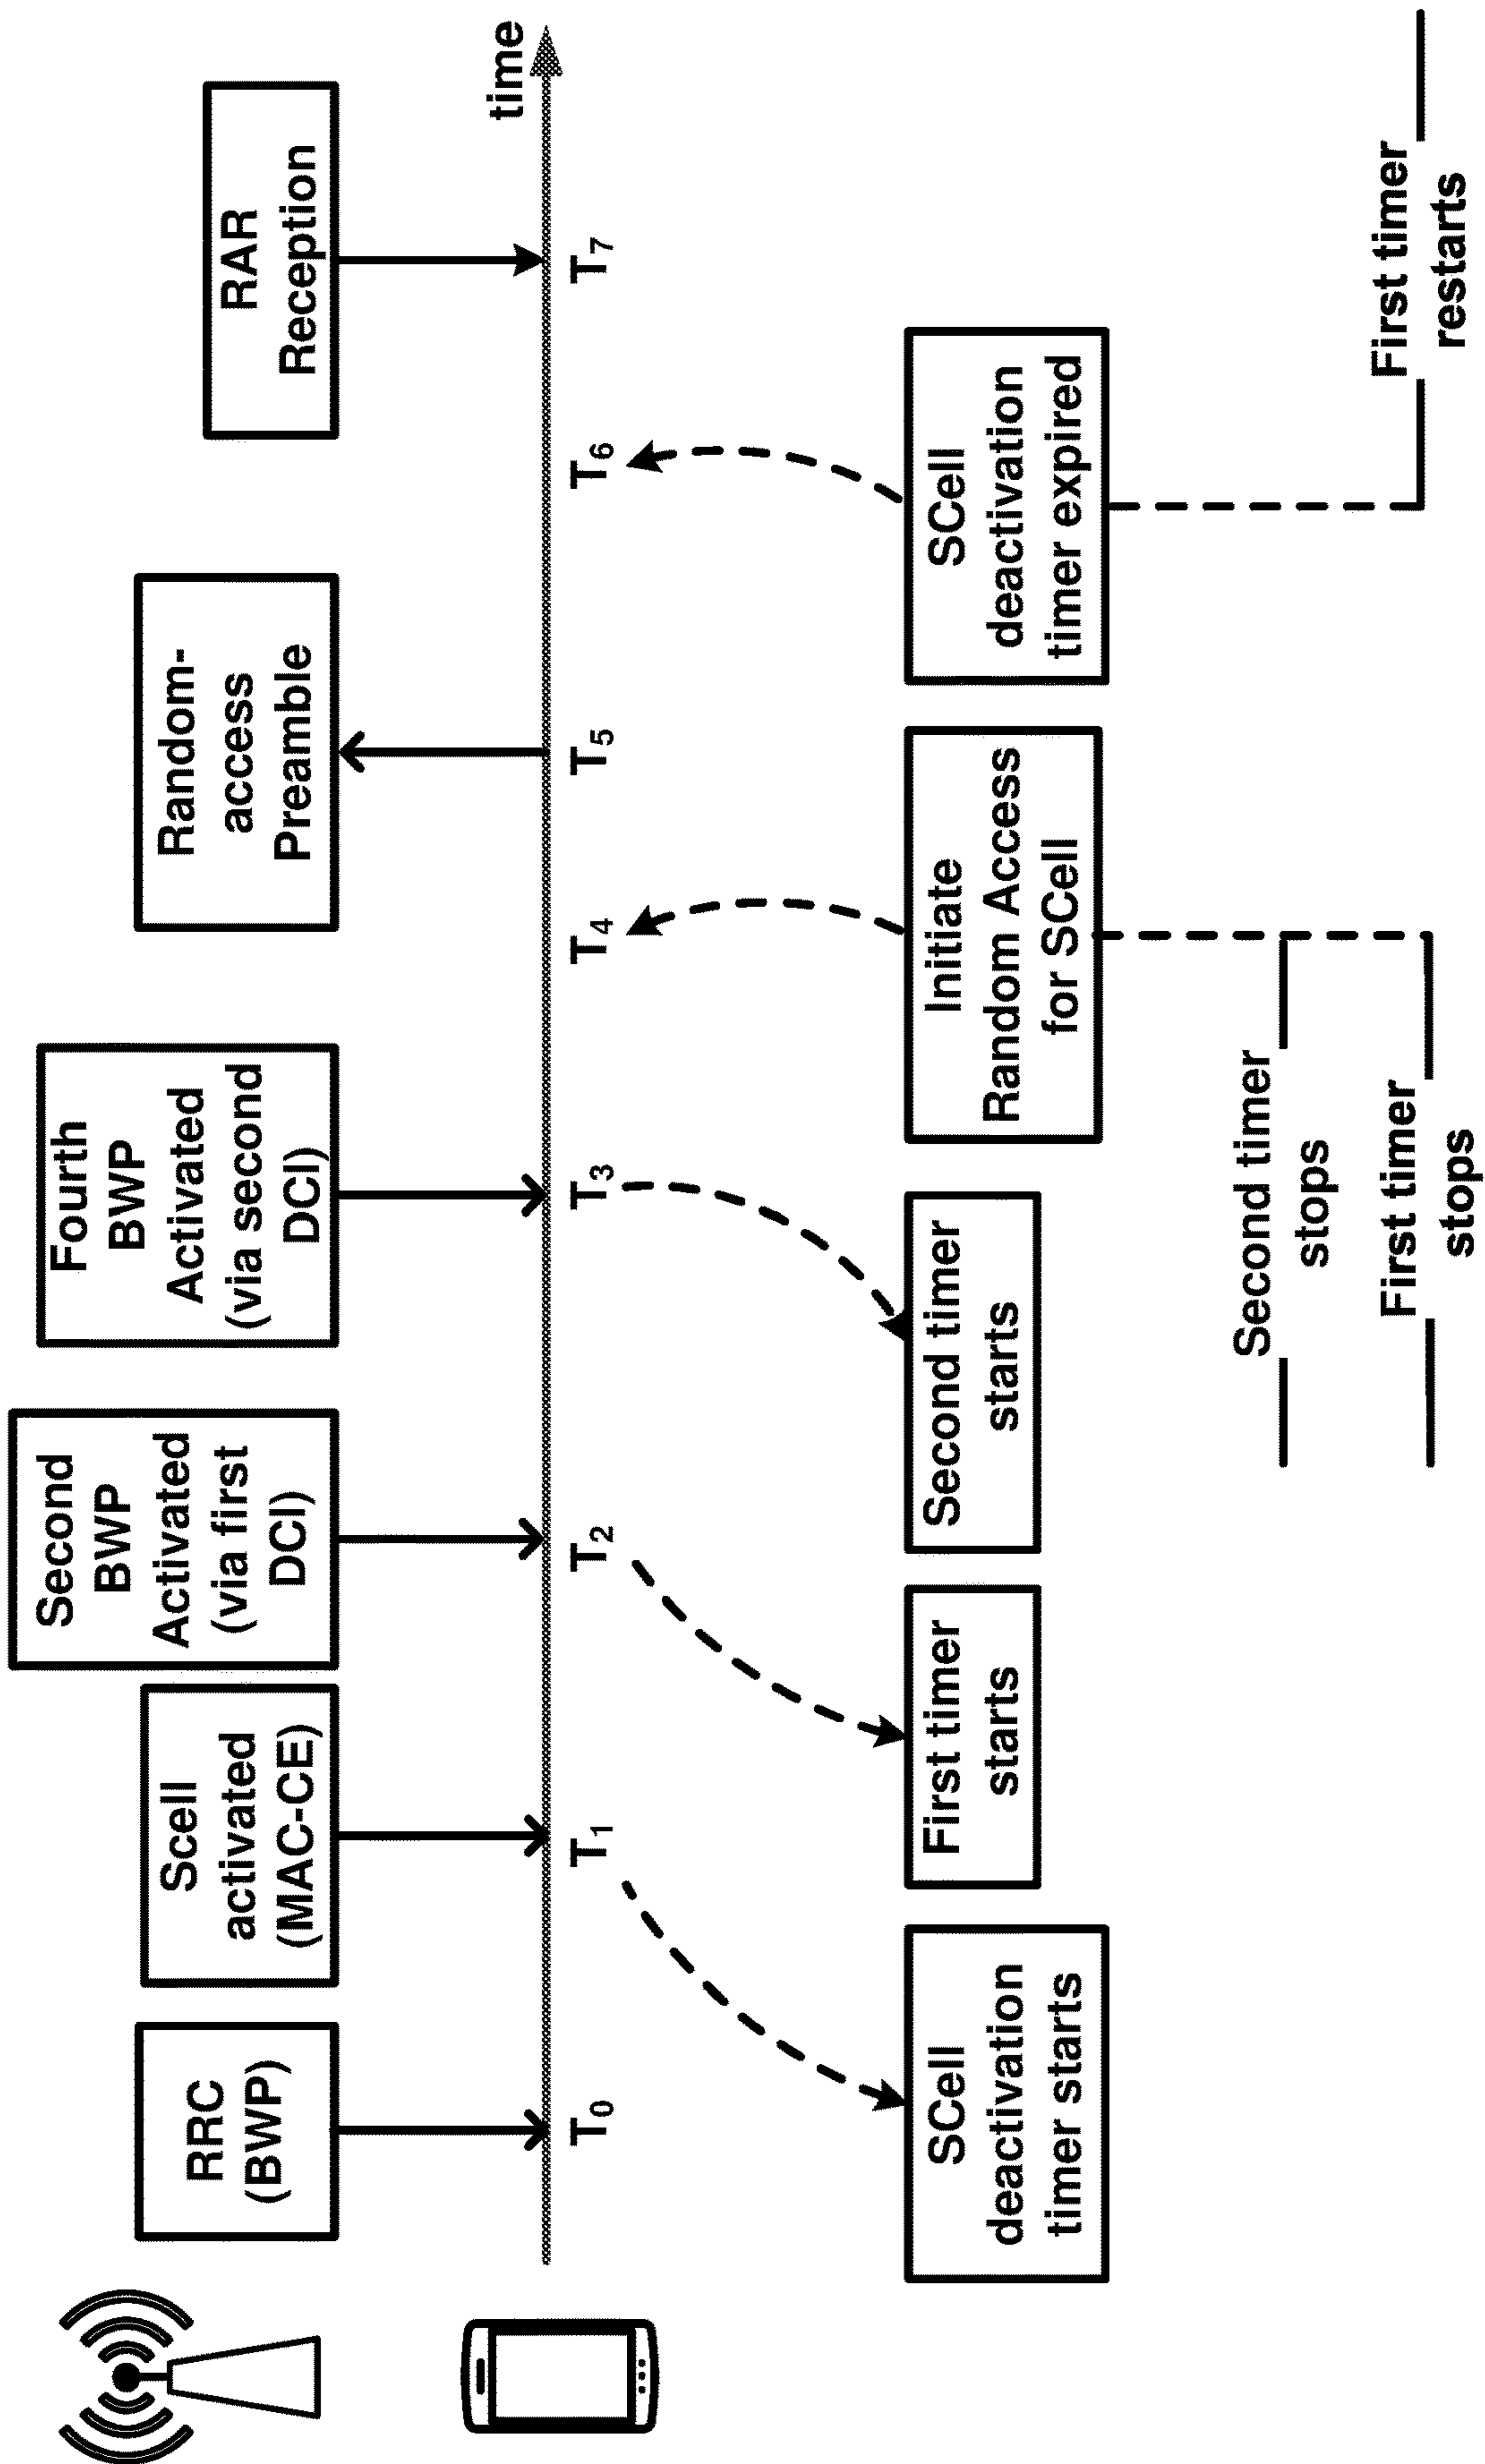 RRC
(BWP)
Scell
activated
(MAC-CE)
Second
BWP
Activated
(via first
DCI)
Fourth
BWP
Activated
(via second
DCI)
Random-
access
Preamble
RAR
Reception
time
T0
T1
T2
T3
T4
T5
T6
T7
SCell
deactivation
timer starts
First timer
starts
Second timer
starts
Initiate
Random Access
for SCell
SCell
deactivation
timer expired
Second timer
stops
First timer
stops
First timer
restarts